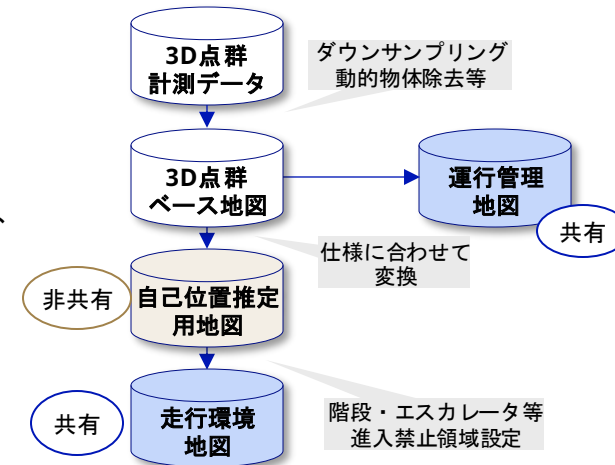 3D点群
計測データ
ダウンサンプリング
動的物体除去等
3D点群
ベース地図
運行管理
地図
共有
、
仕様に合わせて
変換
非共有
自己位置推定
用地図
共有
走行環境
地図
階段・エスカレータ等
進入禁止領域設定